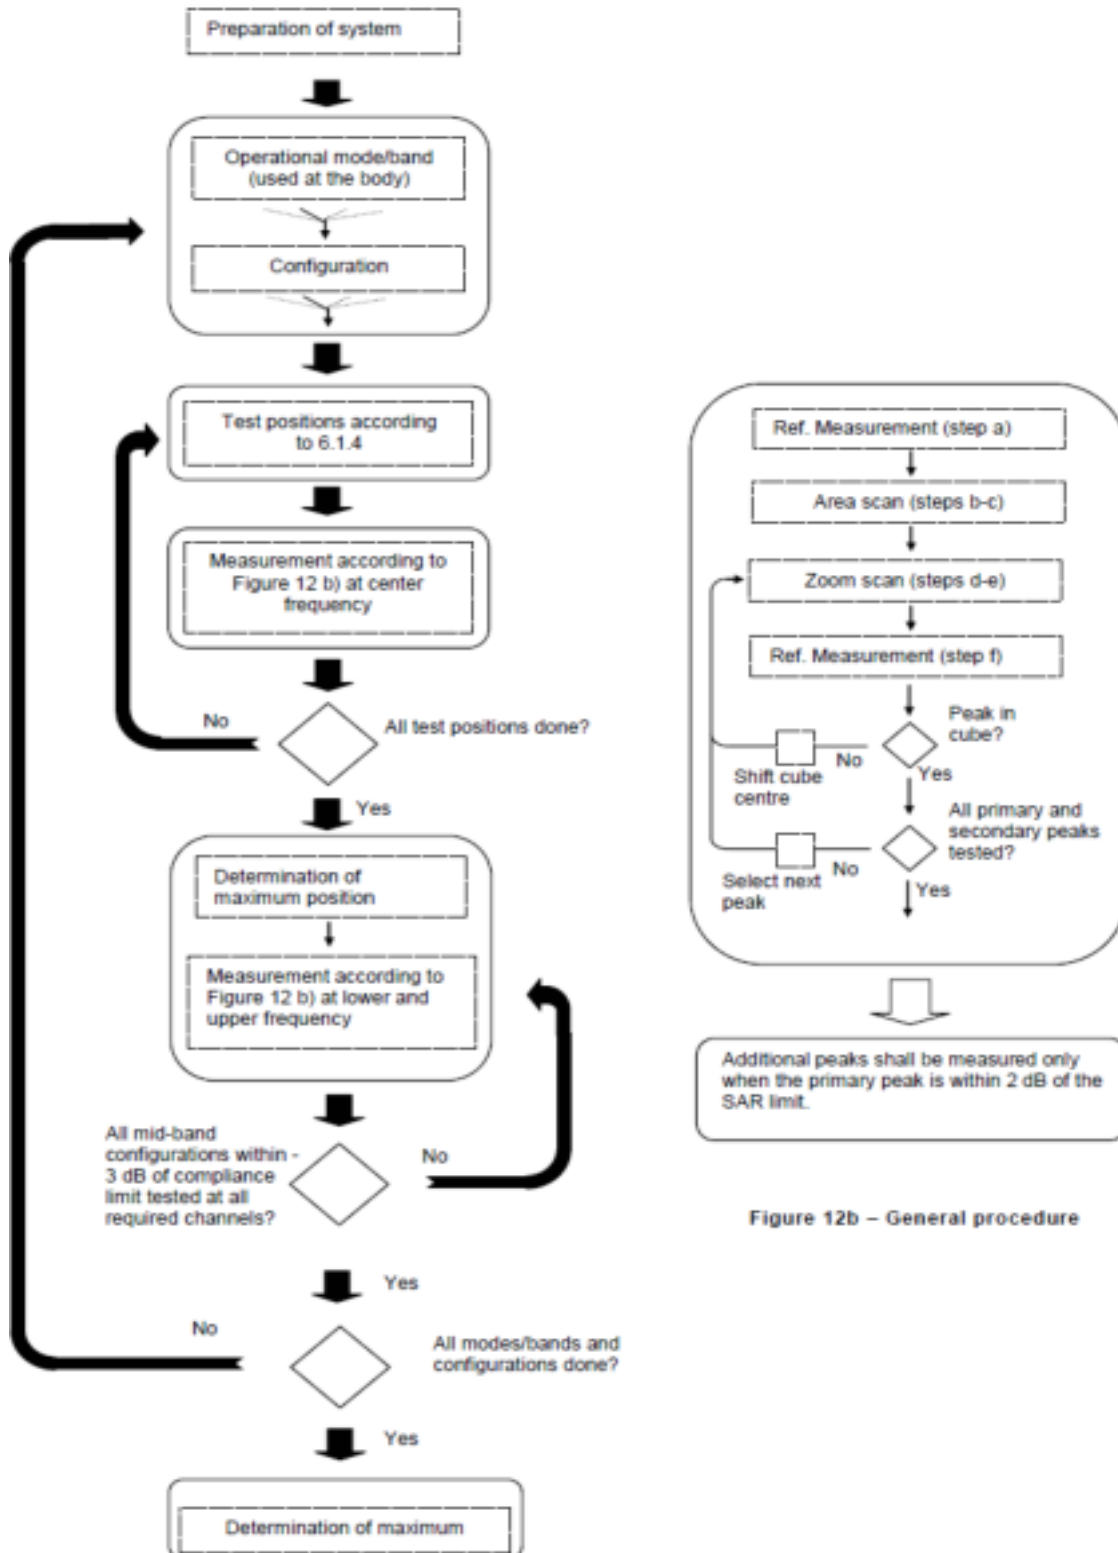 Preparation of system
Operational mode/band
(used at the body)
Configuration
Test positions according
to 6.1.4
Measurement according to
Figure 12 b) at center
frequency
No
All test positions done?
Yes
Determination of
maximum position
Measurement according to
Figure 12 b) at lower and
upper frequency
All mid-band
configurations within -
3 dB of compliance
limit tested at all
required channels?
No
Yes
No
All modes/bands and
configurations done?
Yes
Determination of maximum
Ref. Measurement (step a)
Area scan (steps b-c)
Zoom scan (steps d-e)
Ref. Measurement (step f)
Peak in
cube?
No
Yes
Shift cube
centre
All primary and
secondary peaks
tested?
No
Yes
Select next
peak
Additional peaks shall be measured only
when the primary peak is within 2 dB of the
SAR limit.
Figure 12b – General procedure